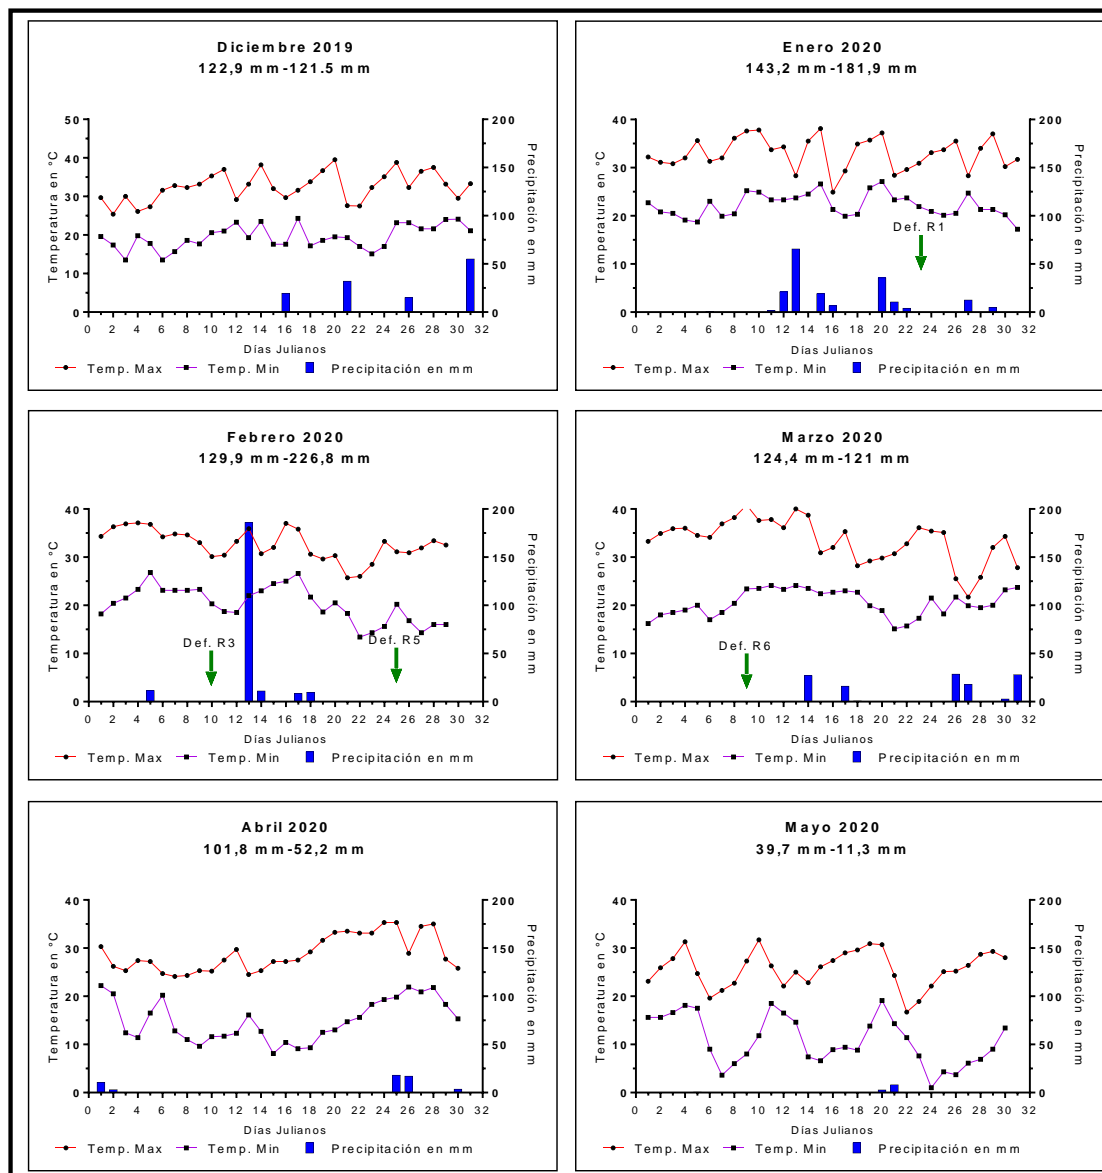 Diciembre 2019
122,9 mm-121.5 mm
50
40
30
20
10
0
200
150
100
50
0
Temperatura en °C
Precipitación en mm
0 2 4 6 8 10 12 14 16 18 20 22 24 26 28 30 32
Días Julianos
Temp. Max Temp. Min Precipitación en mm
Enero 2020
143,2 mm-181,9 mm
40
30
20
10
0
200
150
100
50
0
Temperatura en °C
Precipitación en mm
Def. R1
0 2 4 6 8 10 12 14 16 18 20 22 24 26 28 30 32
Días Julianos
Temp. Max Temp. Min Precipitación en mm
Febrero 2020
129,9 mm-226,8 mm
40
30
20
10
0
200
150
100
50
0
Temperatura en °C
Precipitación en mm
Def. R3
Def. R5
0 2 4 6 8 10 12 14 16 18 20 22 24 26 28 30 32
Días Julianos
Temp. Max Temp. Min Precipitación en mm
Marzo 2020
124,4 mm-121 mm
40
30
20
10
0
200
150
100
50
0
Temperatura en °C
Precipitación en mm
Def. R6
0 2 4 6 8 10 12 14 16 18 20 22 24 26 28 30 32
Días Julianos
Temp. Max Temp. Min Precipitación en mm
Abril 2020
101,8 mm-52,2 mm
40
30
20
10
0
200
150
100
50
0
Temperatura en °C
Precipitación en mm
0 2 4 6 8 10 12 14 16 18 20 22 24 26 28 30 32
Días Julianos
Temp. Max Temp. Min Precipitación en mm
Mayo 2020
39,7 mm-11,3 mm
40
30
20
10
0
200
150
100
50
0
Temperatura en °C
Precipitación en mm
0 2 4 6 8 10 12 14 16 18 20 22 24 26 28 30 32
Días Julianos
Temp. Max Temp. Min Precipitación en mm